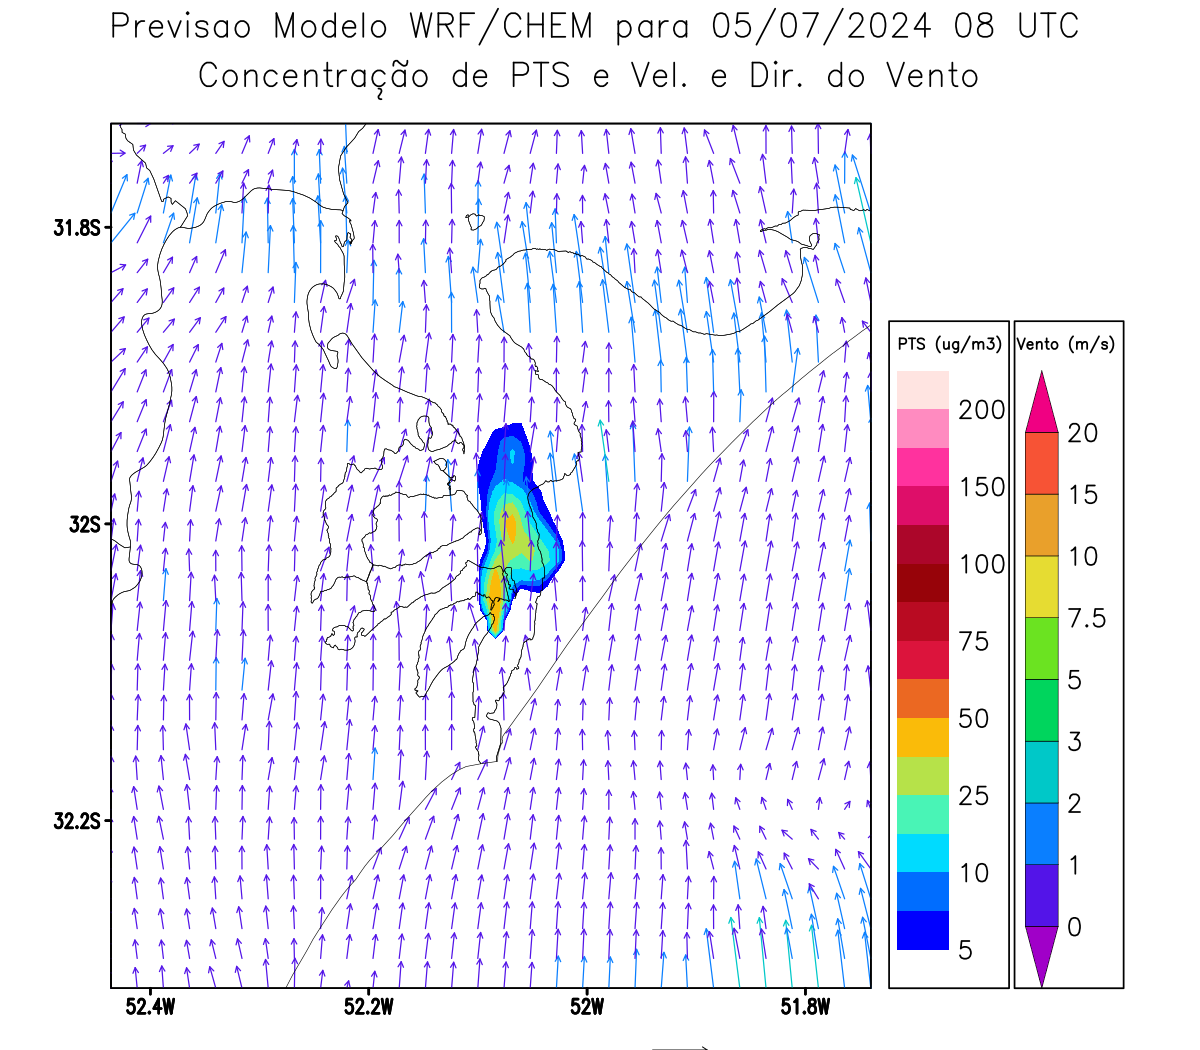 Previsao Modelo WRF/CHEM para 05/07/2024 08 UTC
Concentração de PTS e Vel. e Dir. do Vento
31.8S
32S
32.2S
52.4W
52.2W
52W
51.8W
PTS (ug/m3)
200
150
100
75
50
25
10
5
Vento (m/s)
20
15
10
7.5
5
3
2
1
0